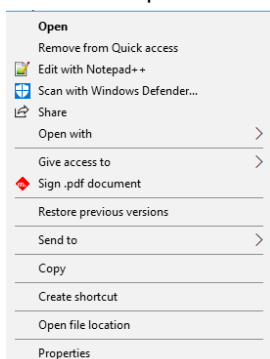 Open
Remove from Quick access
Edit with Notepad++
Scan with Windows Defender...
Share
Open with
Give access to
Sign .pdf document
Restore previous versions
Send to
Copy
Create shortcut
Open file location
Properties